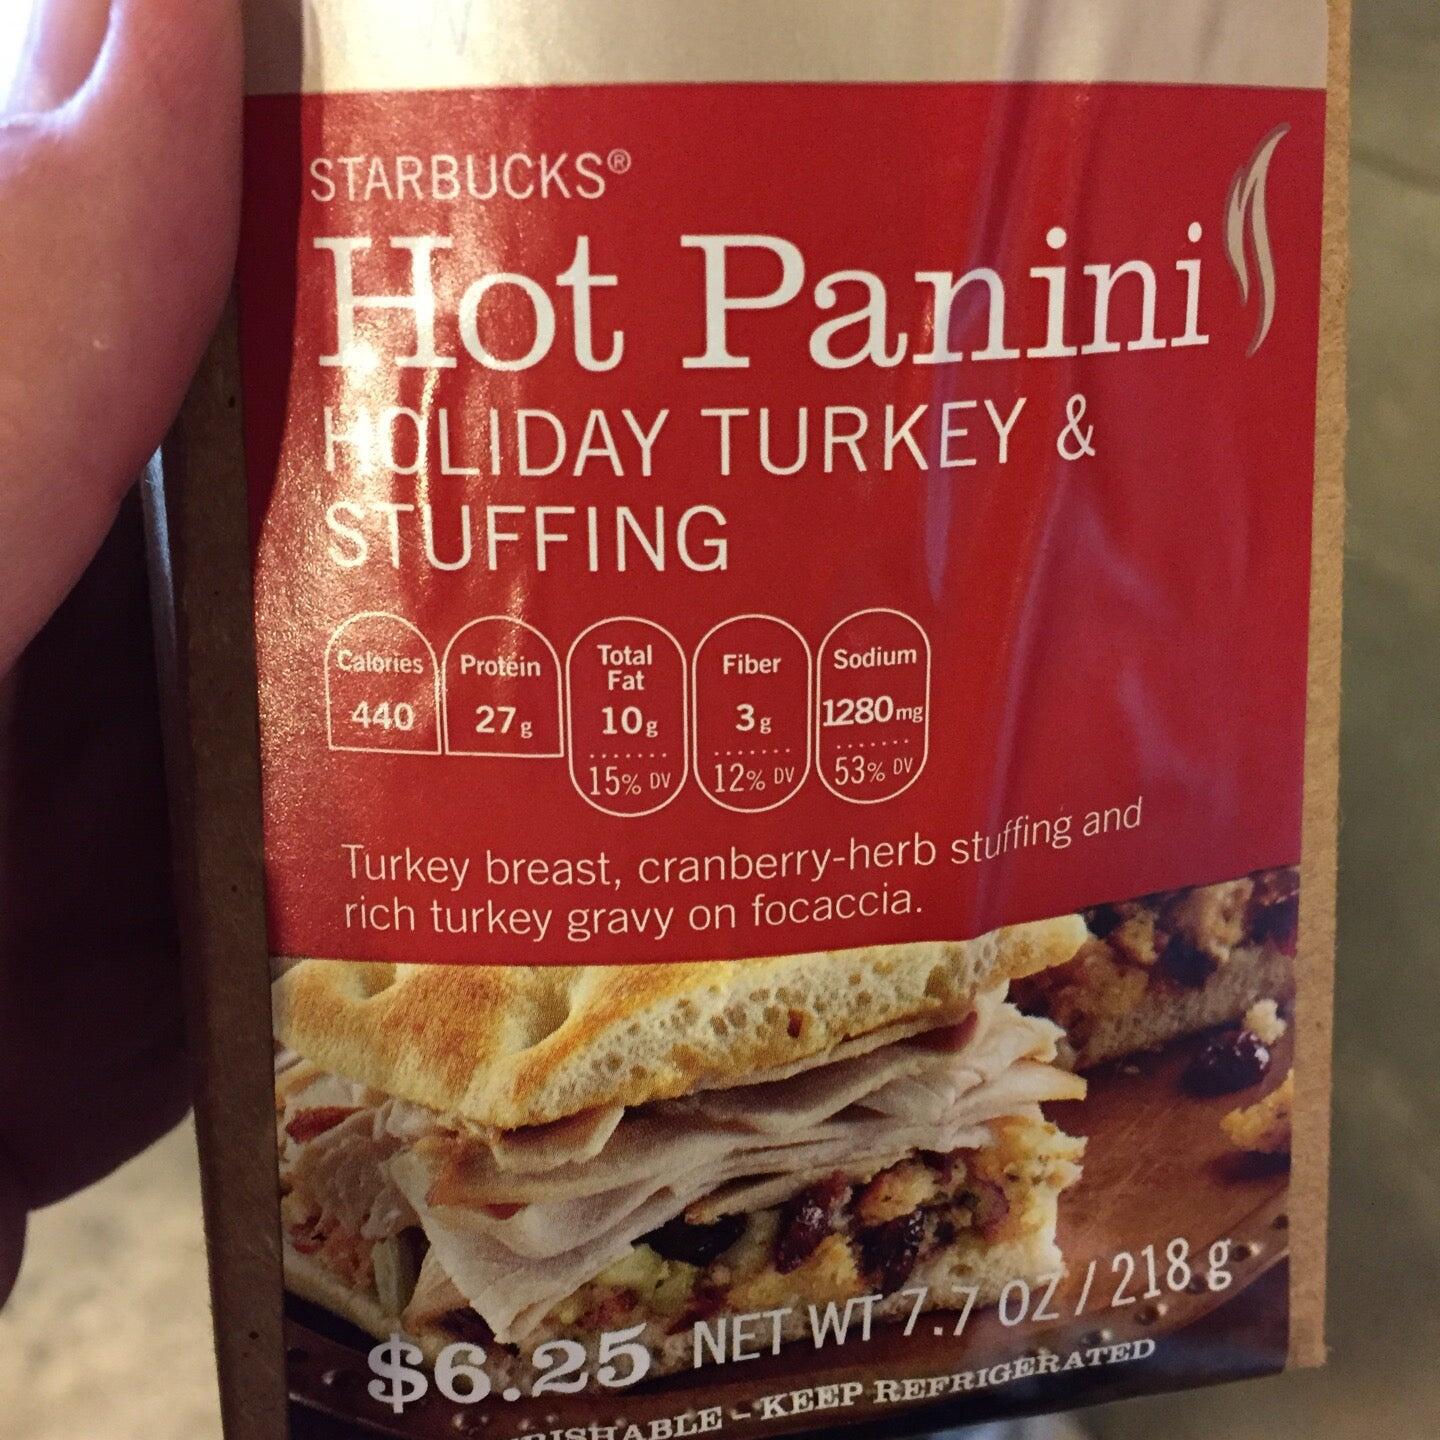 STARBUCKS®
Hot Panini
HOLIDAY TURKEY &
STUFFING
Calories Protein Total Fat Fiber Sodium
440 27g 10g 3g 1280mg
15% DV 12% DV 53% DV
Turkey breast, cranberry-herb stuffing and
rich turkey gravy on focaccia.
$6.25 NET WT 7.7 OZ / 218 g
KEEP REFRIGERATED